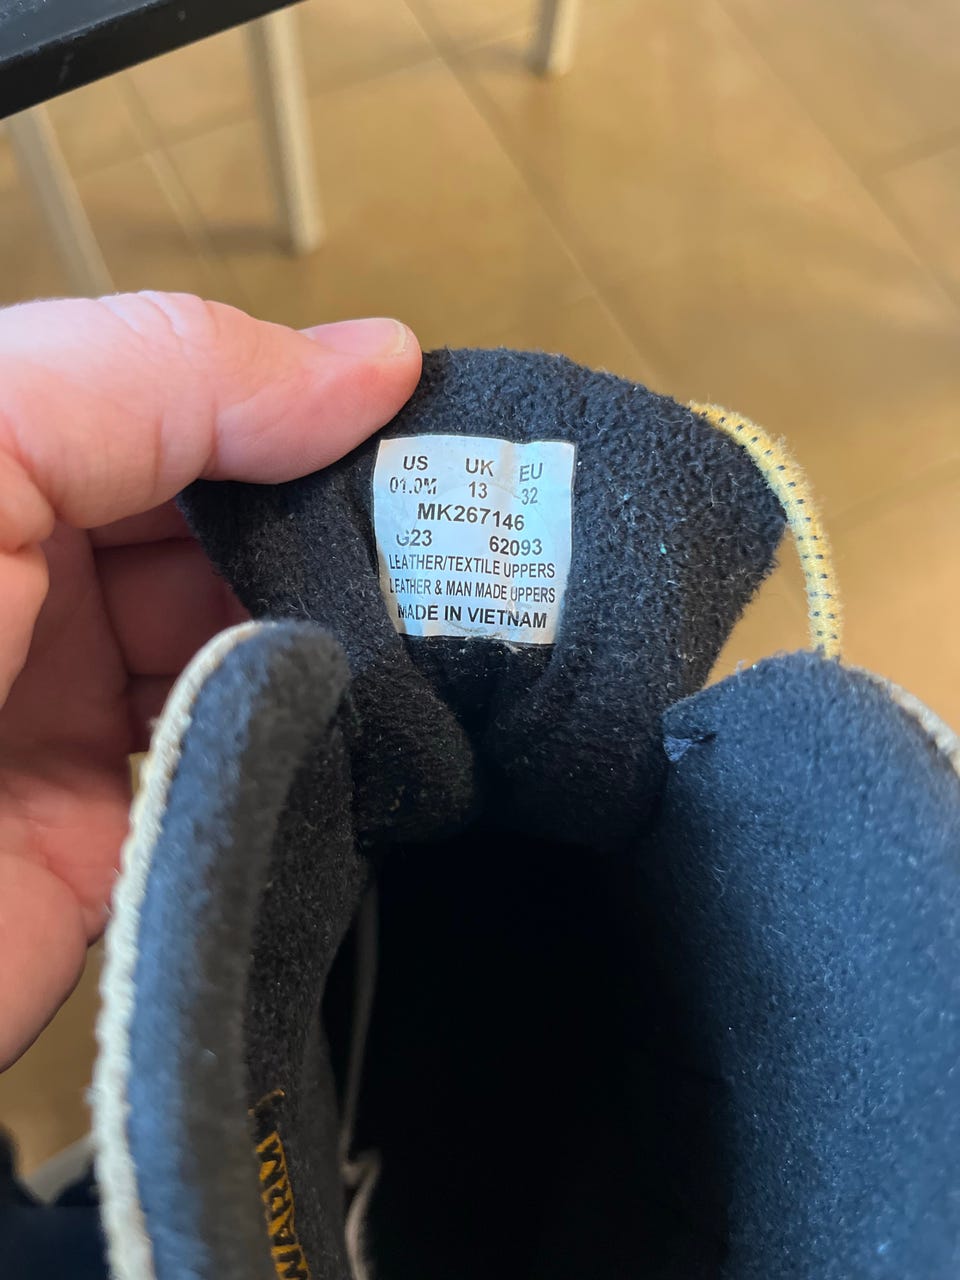 US UK EU
01.0M 13 32
MK267146
G23 62093
LEATHER/TEXTILE UPPERS
LEATHER & MAN MADE UPPERS
MADE IN VIETNAM
WARM